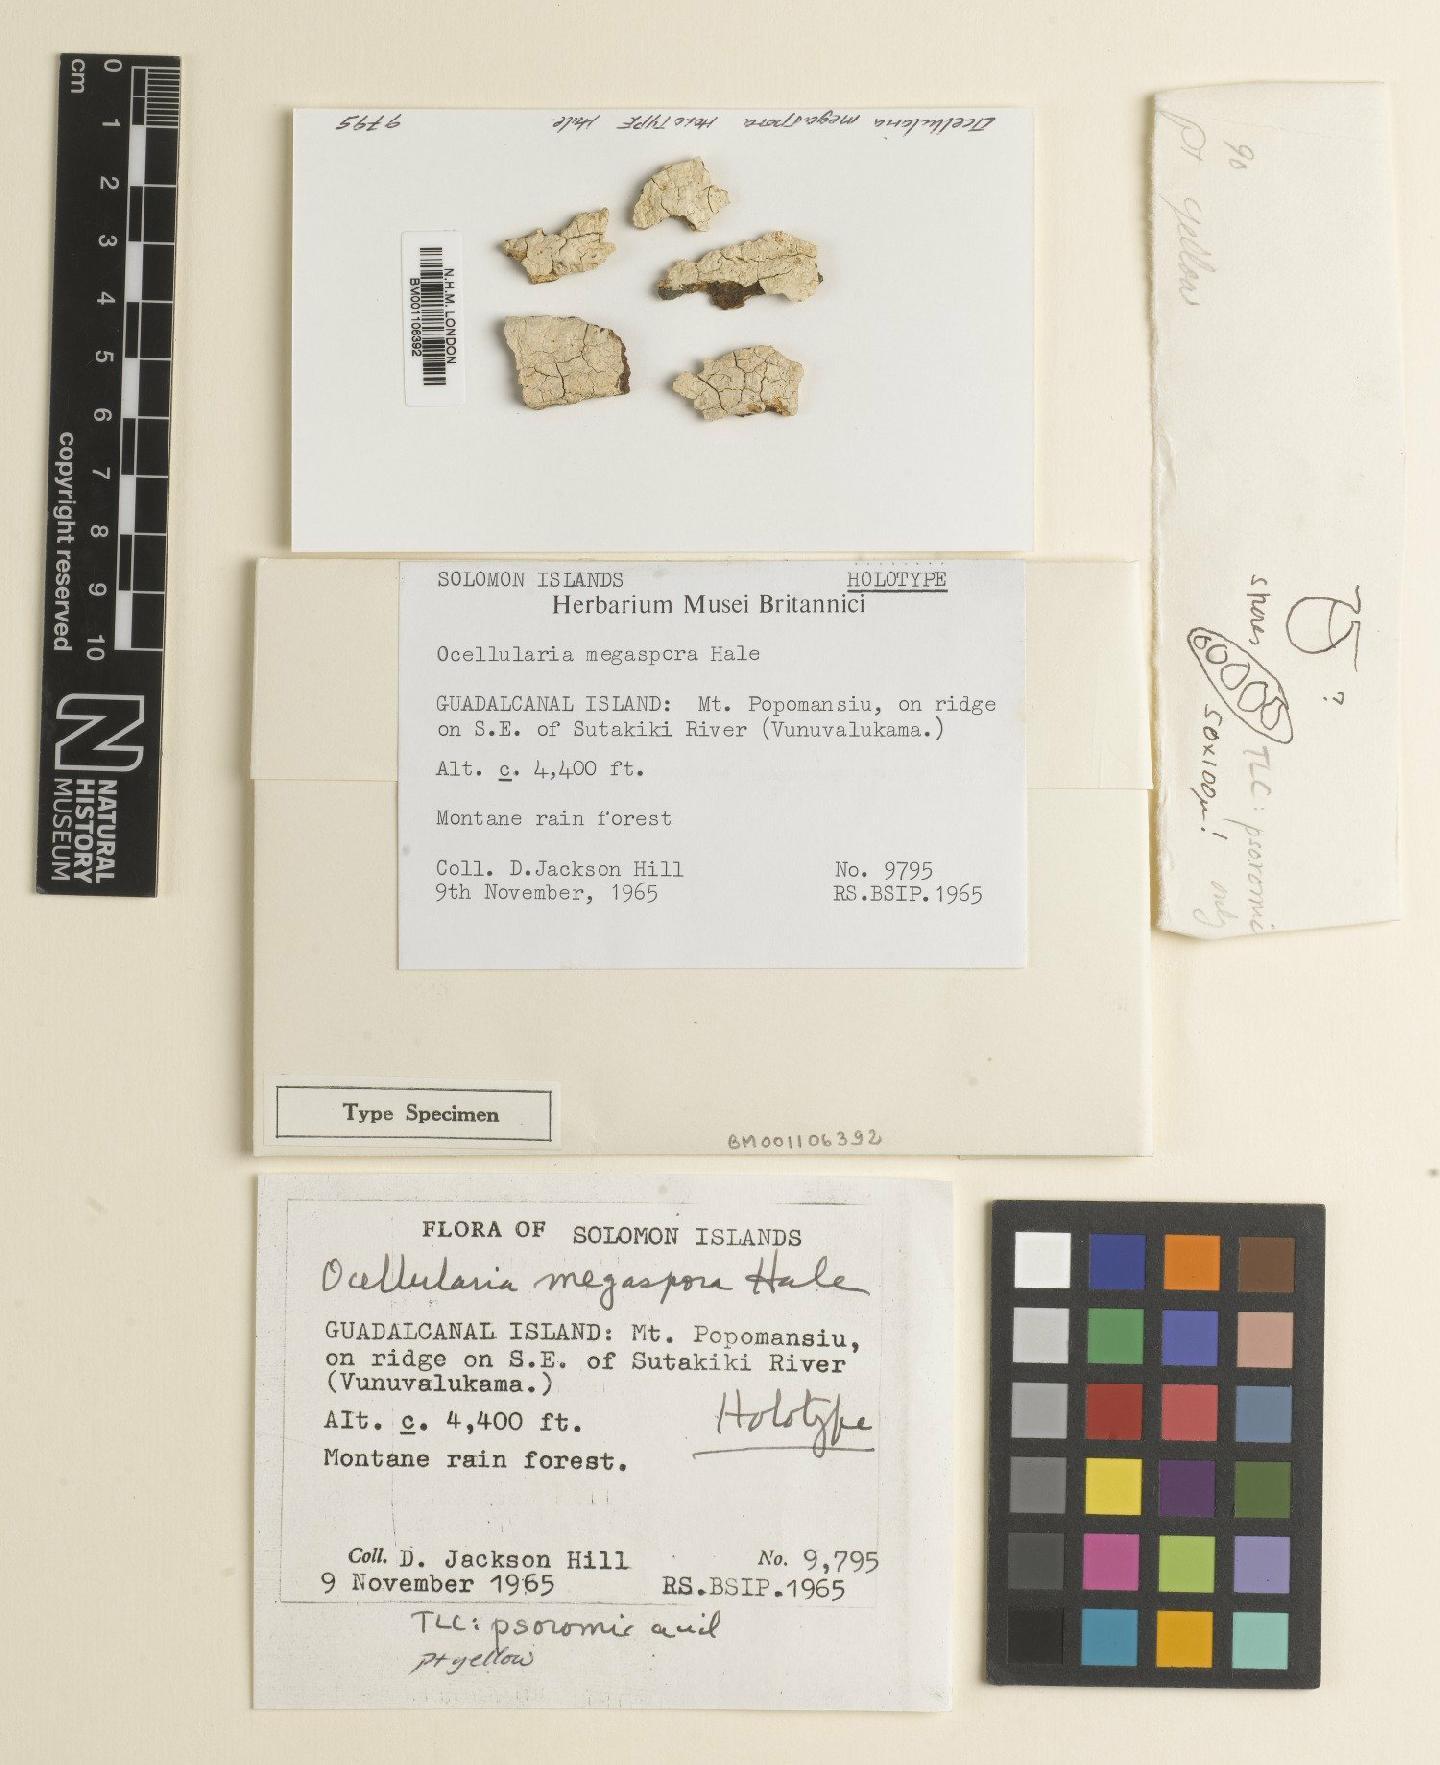 0
cm
1
2
3
4
5
6
7
8
9
10
copyright reserved
NATURAL
HISTORY
MUSEUM
Ocellularia megaspora HOLOTYPE Hale 9795
N.H.M. LONDON
BM001106392
SOLOMON ISLANDS HOLOTYPE
Herbarium Musei Britannici
Ocellularia megaspora Hale
GUADALCANAL ISLAND: Mt. Popomansiu, on ridge
on S.E. of Sutakiki River (Vunuvalukama.)
Alt. c. 4,400 ft.
Montane rain forest
Coll. D.Jackson Hill No. 9795
9th November, 1965 RS.BSIP.1965
Type Specimen
BM001106392
FLORA OF SOLOMON ISLANDS
Ocellularia megaspora Hale
GUADALCANAL ISLAND: Mt. Popomansiu,
on ridge on S.E. of Sutakiki River
(Vunuvalukama.)
Alt. c. 4,400 ft.
Holotype
Montane rain forest.
Coll. D. Jackson Hill No. 9,795
9 November 1965 RS.BSIP.1965
TLC: psoromic acid
pt yellow
90
pt yellow
75 ?
spores
50x100µ!
TLC: psoromic
only